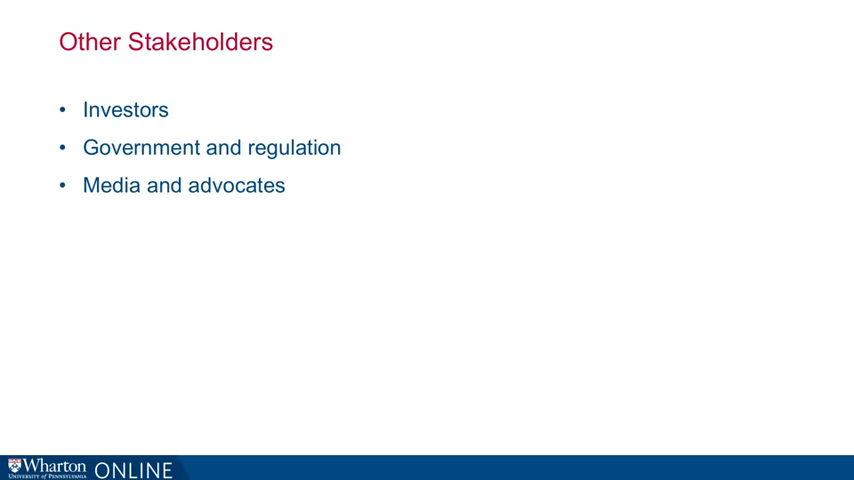 Other Stakeholders
• Investors
• Government and regulation
• Media and advocates
Wharton
UNIVERSITY of PENNSYLVANIA
ONLINE